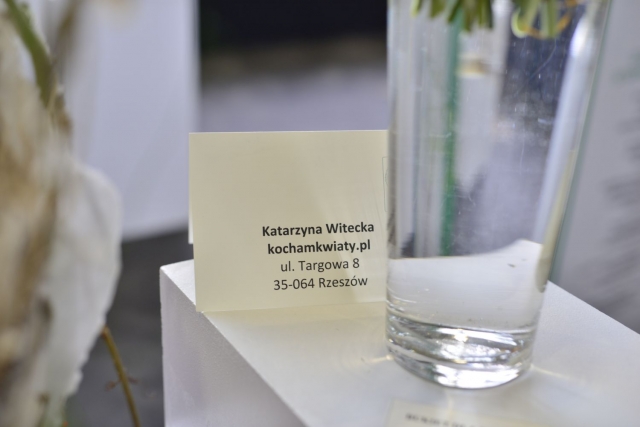 Katarzyna Witecka
kochamkwiaty.pl
ul. Targowa 8
35-064 Rzeszów